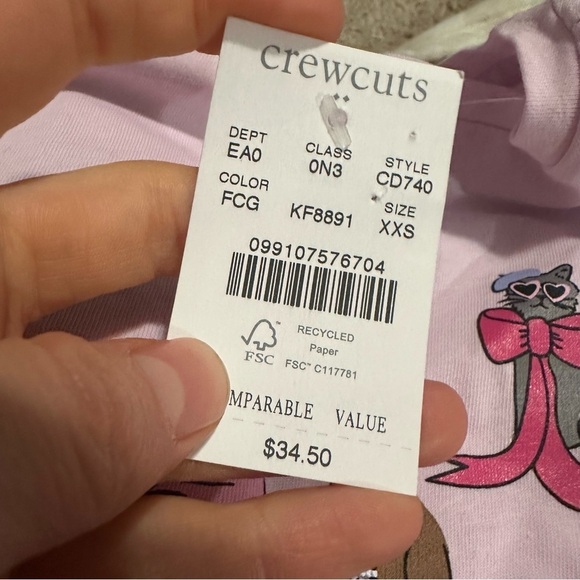 crewcuts
DEPT CLASS STYLE
EA0 0N3 CD740
COLOR SIZE
FCG KF8891 XXS
099107576704
RECYCLED
Paper
FSC™ C117781
FSC
MPARABLE VALUE
$34.50